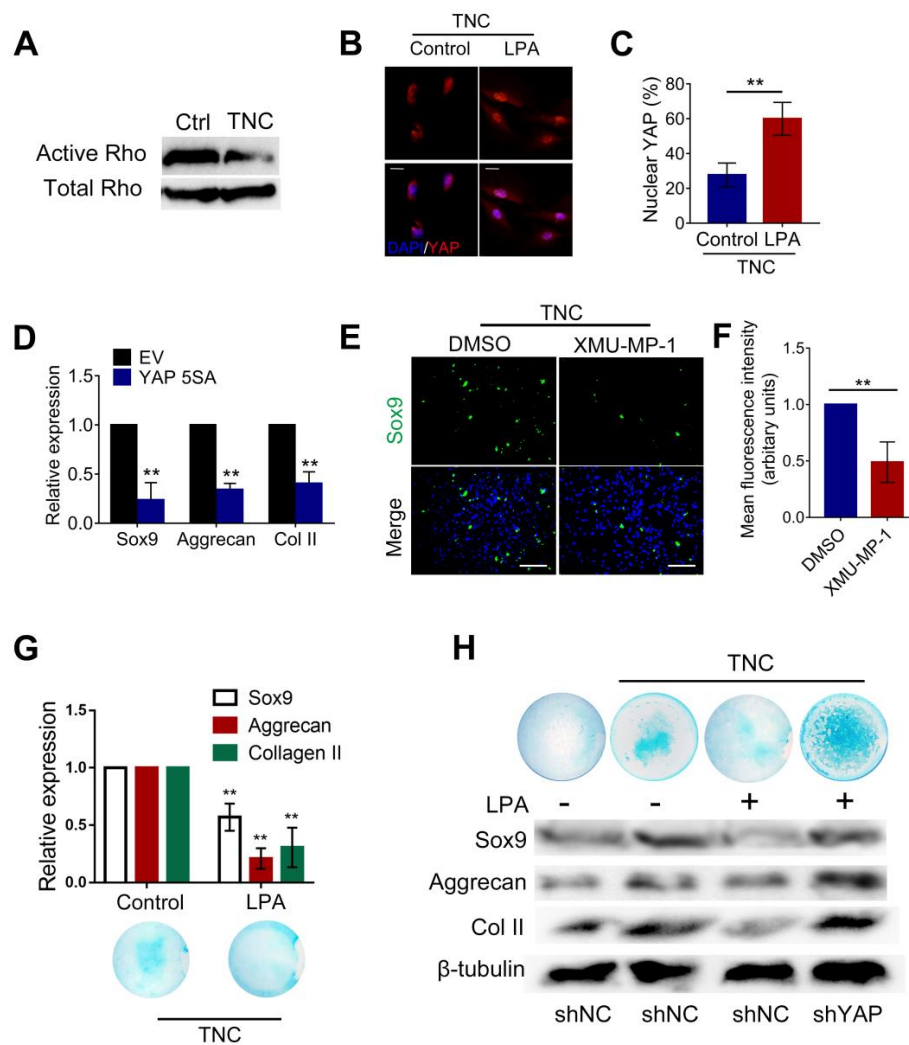 A
Ctrl TNC
Active Rho
Total Rho
B
TNC
Control LPA
DAPI/YAP
C
Nuclear YAP (%)
80
60
40
20
0
**
Control LPA
TNC
D
EV
YAP 5SA
Relative expression
1.5
1.0
0.5
0.0
** ** **
Sox9 Aggrecan Col II
E
TNC
DMSO XMU-MP-1
Sox9
Merge
F
Mean fluorescence intensity
(arbitary units)
1.5
1.0
0.5
0.0
**
DMSO
XMU-MP-1
G
Sox9
Aggrecan
Collagen II
Relative expression
1.5
1.0
0.5
0.0
** ** **
Control LPA
TNC
H
TNC
LPA - - + +
Sox9
Aggrecan
Col II
β-tubulin
shNC shNC shNC shYAP